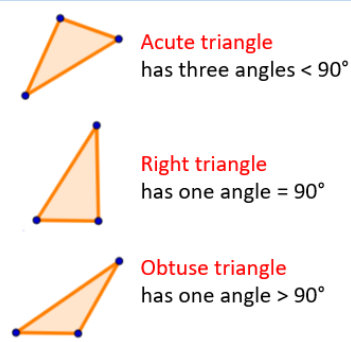 Acute triangle
has three angles < 90°
Right triangle
has one angle = 90°
Obtuse triangle
has one angle > 90°